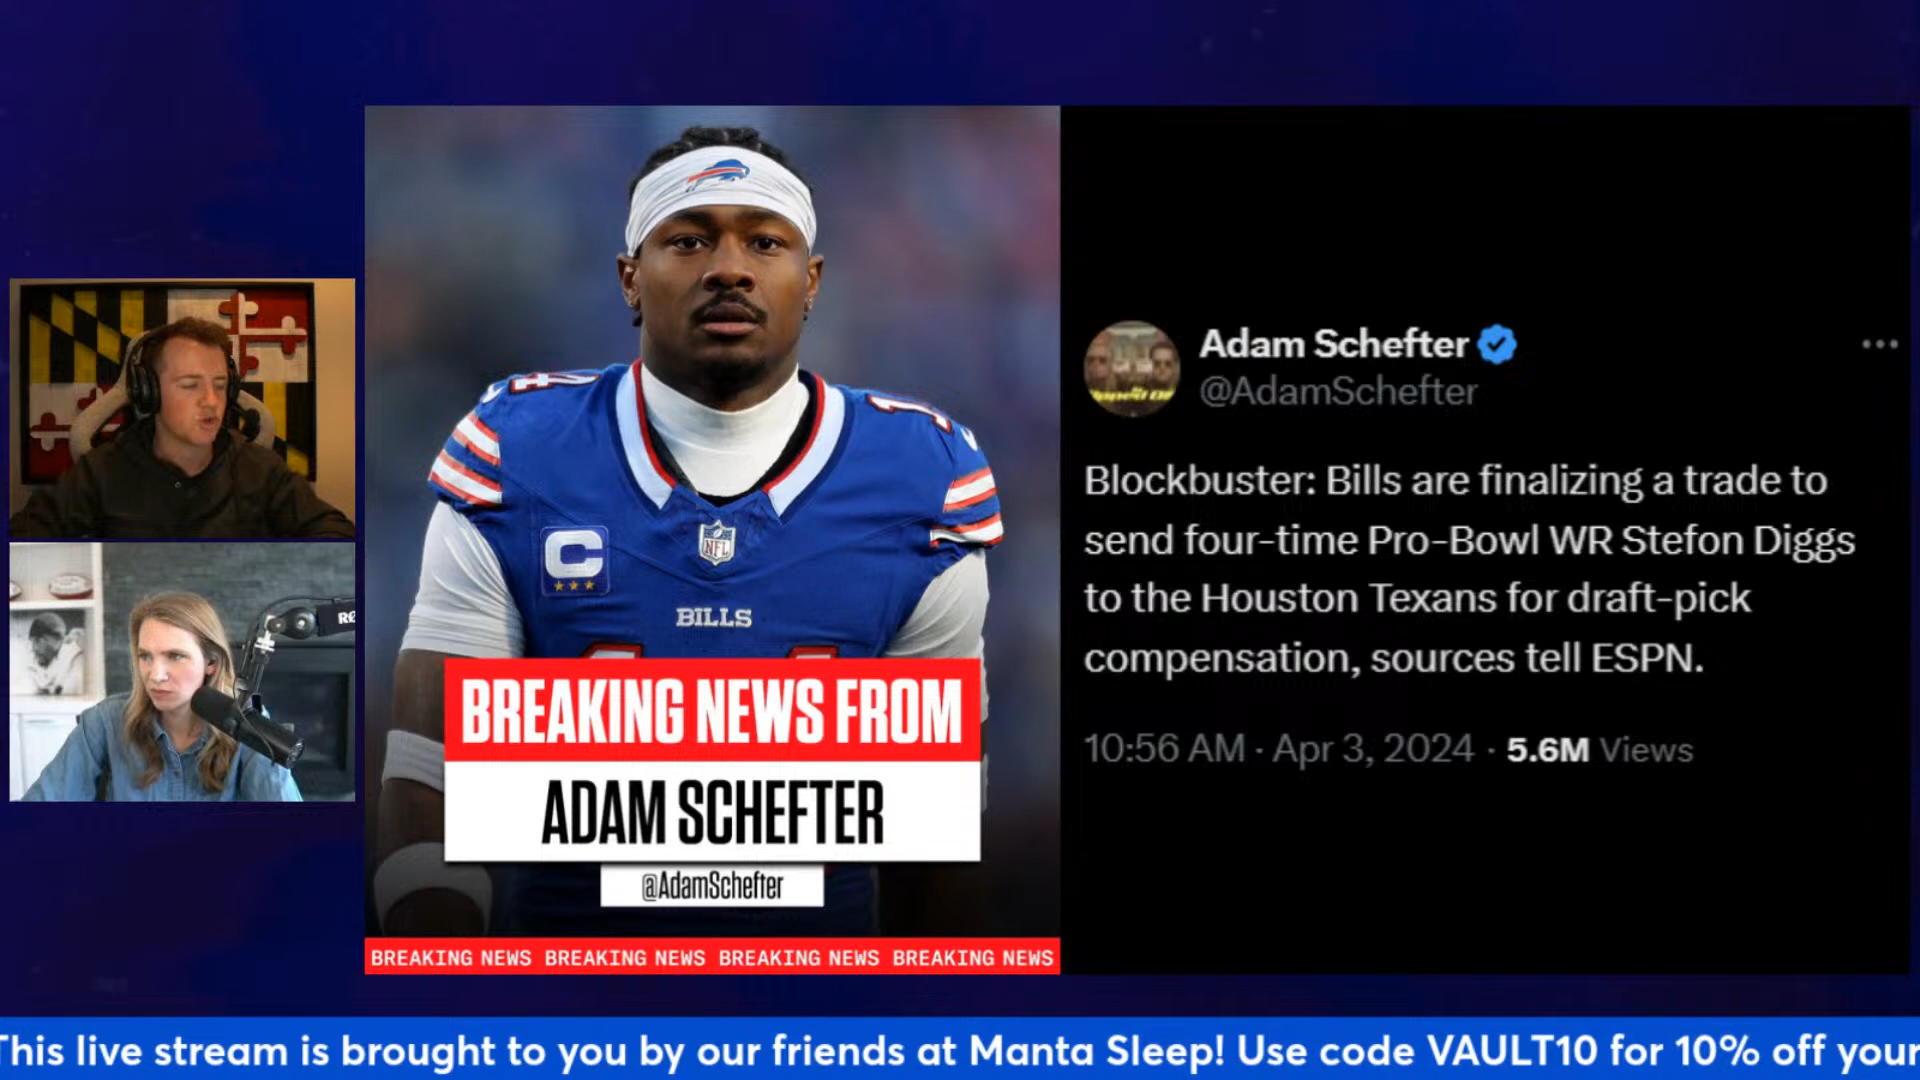 BREAKING NEWS FROM
ADAM SCHEFTER
@AdamSchefter
BREAKING NEWS BREAKING NEWS BREAKING NEWS BREAKING NEWS
C
NFL
BILLS
Adam Schefter
@AdamSchefter
Blockbuster: Bills are finalizing a trade to
send four-time Pro-Bowl WR Stefon Diggs
to the Houston Texans for draft-pick
compensation, sources tell ESPN.
10:56 AM · Apr 3, 2024 · 5.6M Views
This live stream is brought to you by our friends at Manta Sleep! Use code VAULT10 for 10% off your